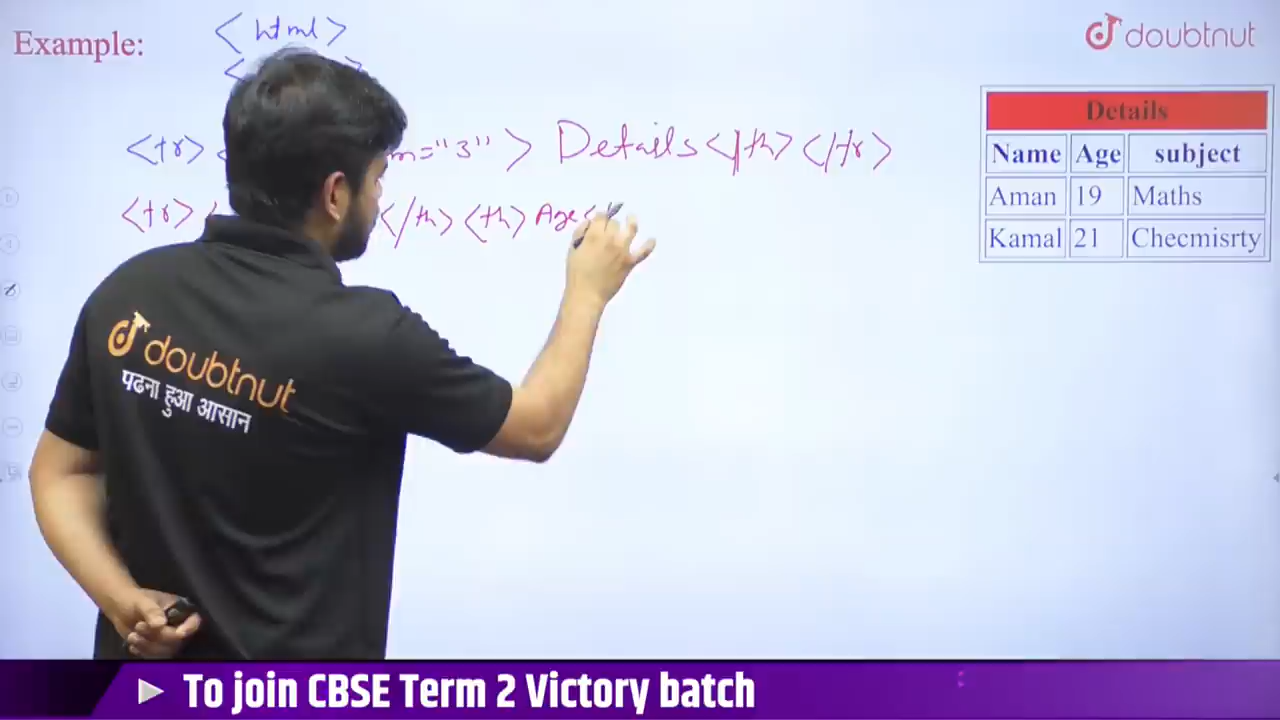 Example:
< html >
doubtnut
<tr> < m="3" > Details </th> </tr>
<tr> < </th> <th> Age <
Details
Name Age subject
Aman 19 Maths
Kamal 21 Checmisrty
doubtnut
पढना हुआ आसान
To join CBSE Term 2 Victory batch